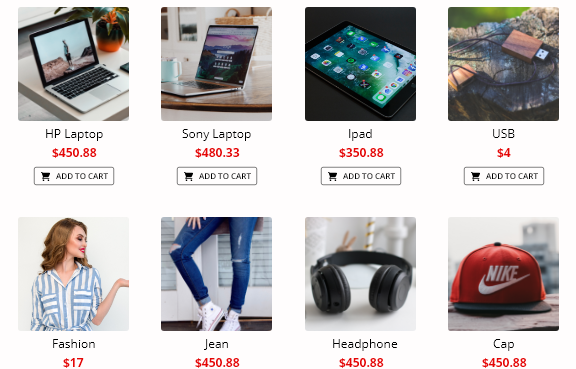 HP Laptop
$450.88
ADD TO CART
Sony Laptop
$480.33
ADD TO CART
Ipad
$350.88
ADD TO CART
USB
$4
ADD TO CART
Fashion
$17
Jean
$450.88
Headphone
$450.88
NIKE
Cap
$450.88